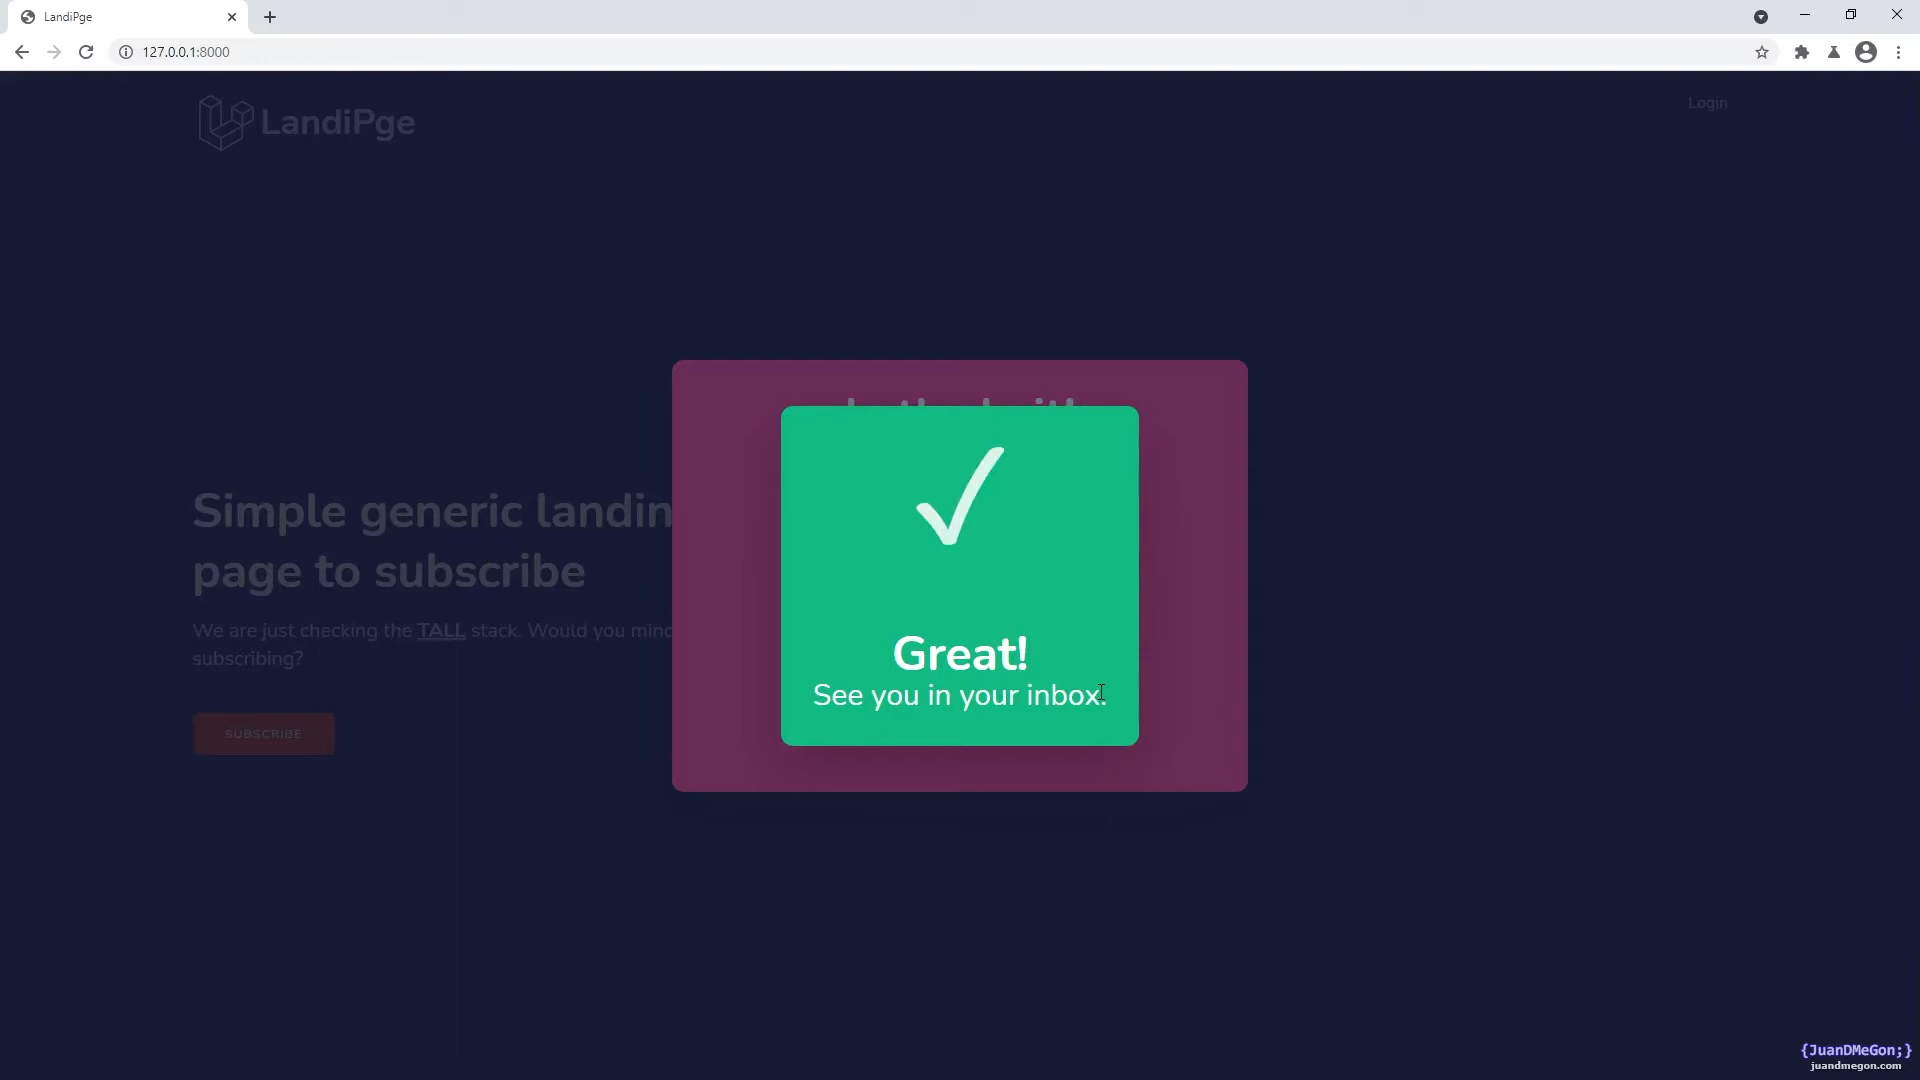 LandiPge
127.0.0.1:8000
LandiPge
Login
Simple generic landin
page to subscribe
We are just checking the TALL stack. Would you mind
subscribing?
SUBSCRIBE
✓
Great!
See you in your inbox.
{JuanDMeGon;}
juandmegon.com